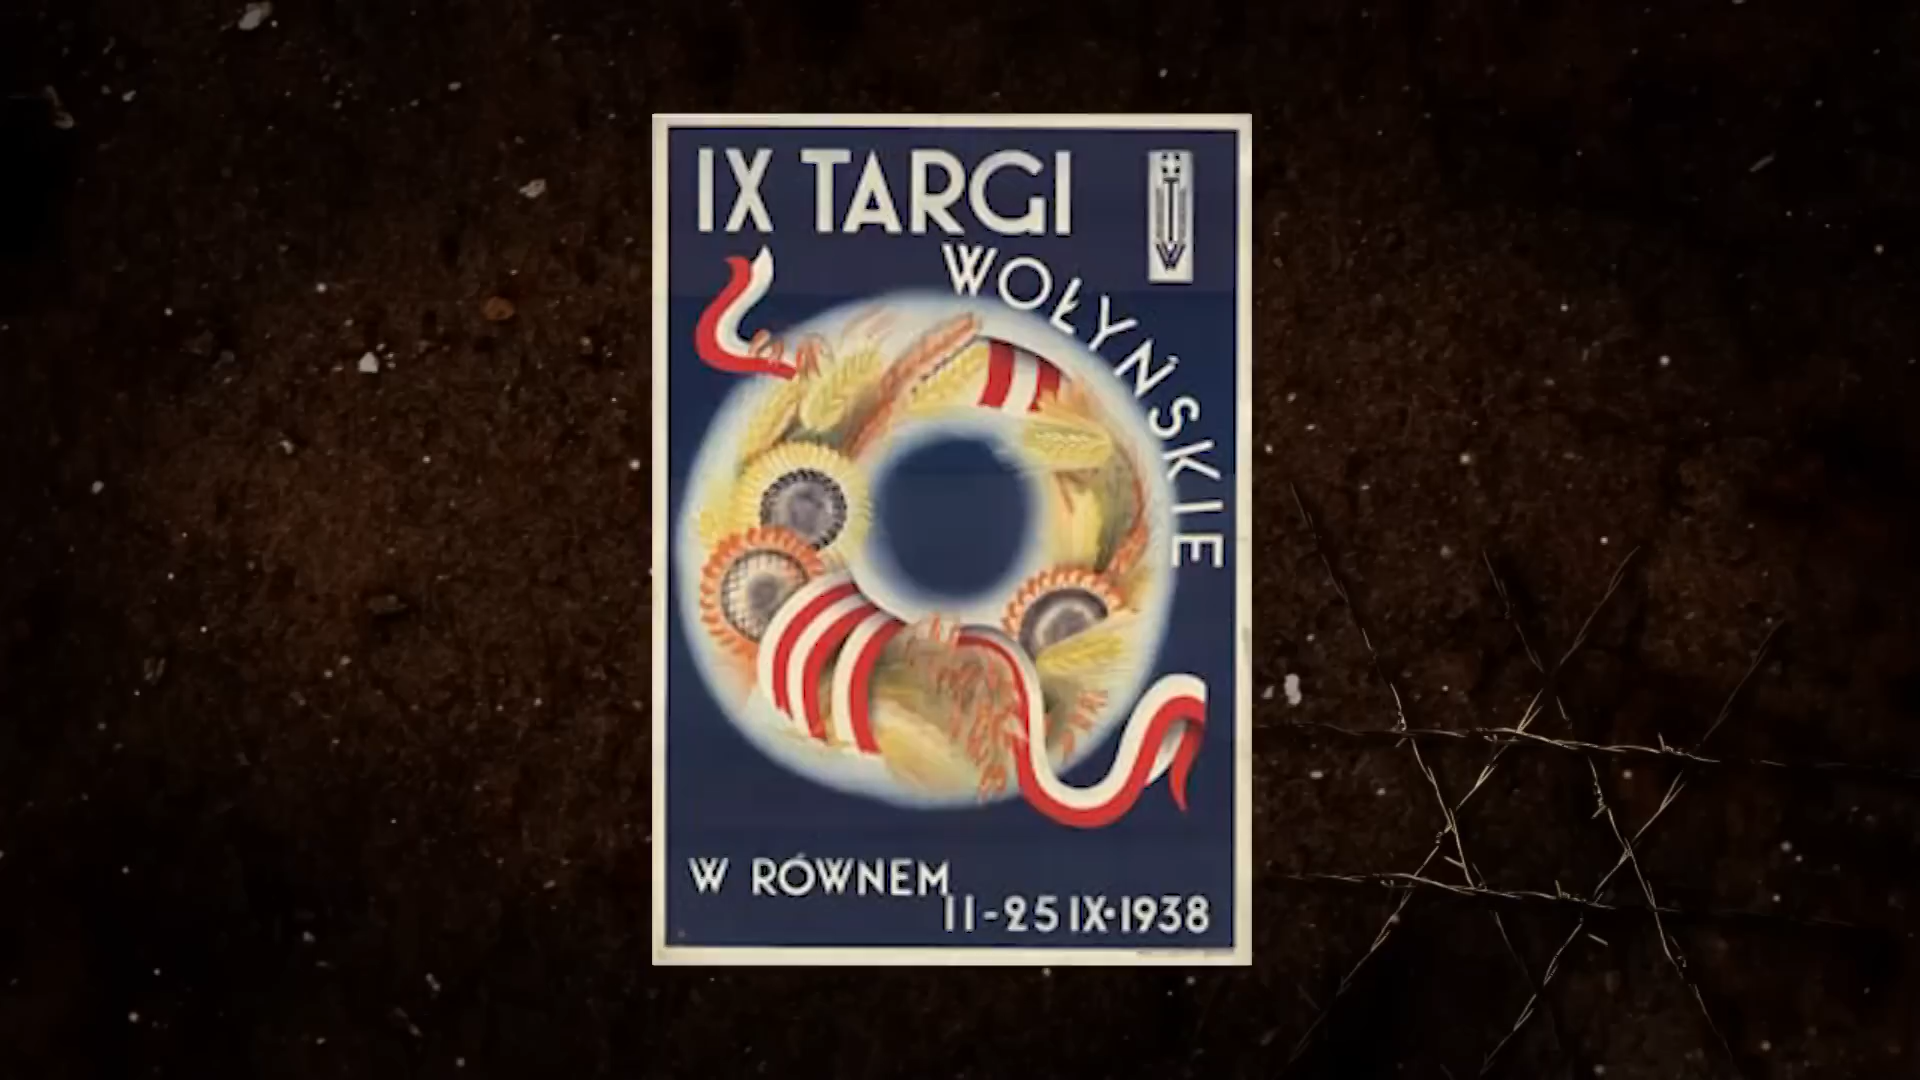 IX TARGI
WOŁYŃSKIE
T
W
W RÓWNEM
11-25 IX·1938